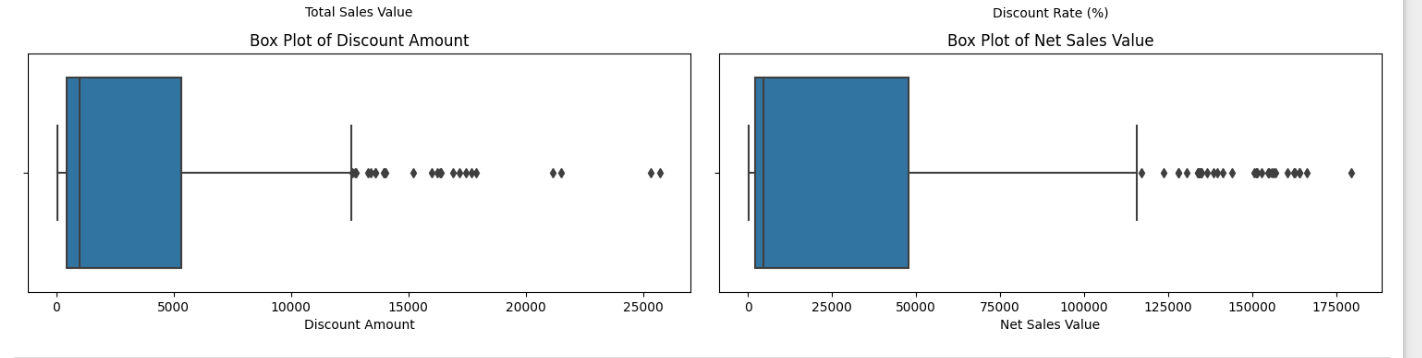 Total Sales Value
Discount Rate (%)
Box Plot of Discount Amount
Box Plot of Net Sales Value
0 5000 10000 15000 20000 25000
0 25000 50000 75000 100000 125000 150000 175000
Discount Amount
Net Sales Value